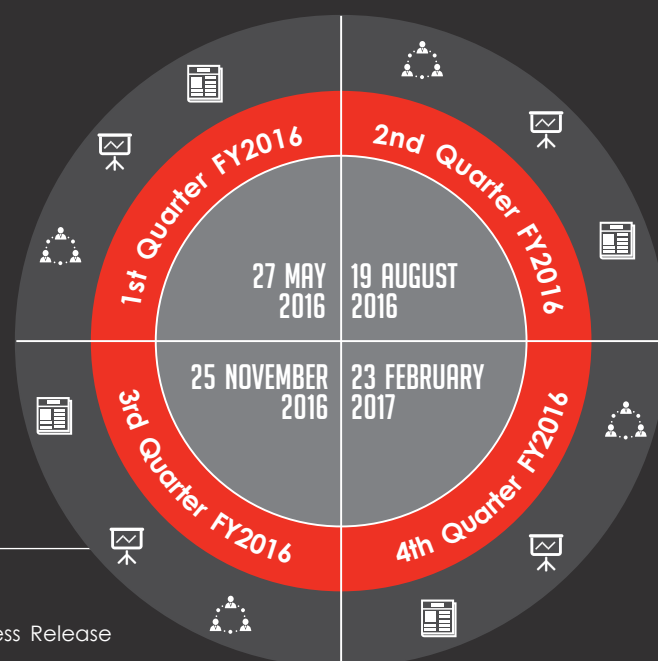 1st Quarter FY2016
2nd Quarter FY2016
27 MAY
2016
19 AUGUST
2016
25 NOVEMBER
2016
23 FEBRUARY
2017
3rd Quarter FY2016
4th Quarter FY2016
Release